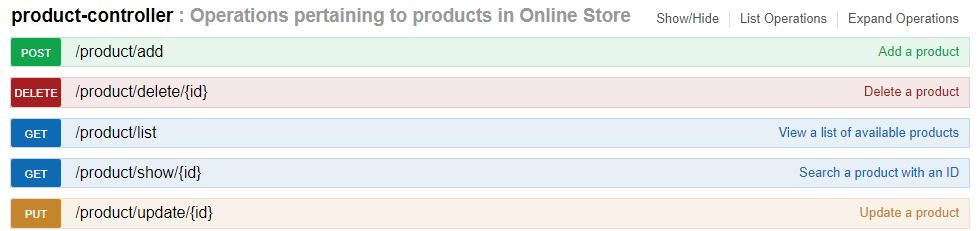 product-controller : Operations pertaining to products in Online Store Show/Hide List Operations Expand Operations
POST /product/add Add a product
DELETE /product/delete/{id} Delete a product
GET /product/list View a list of available products
GET /product/show/{id} Search a product with an ID
PUT /product/update/{id} Update a product